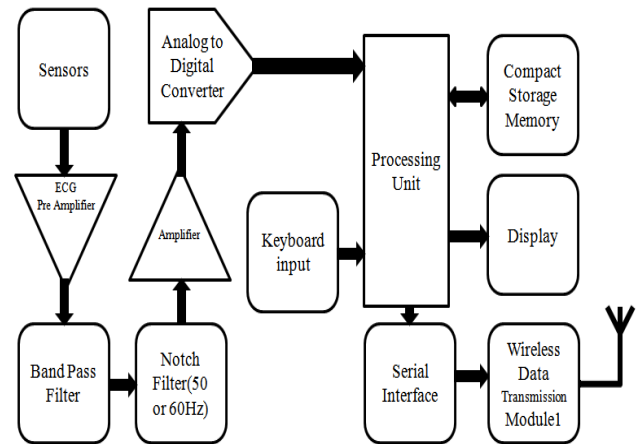 Sensors
ECG
Pre Amplifier
Band Pass
Filter
Notch
Filter(50
or 60Hz)
Amplifier
Analog to
Digital
Converter
Keyboard
input
Processing
Unit
Compact
Storage
Memory
Display
Serial
Interface
Wireless
Data
Transmission
Module1